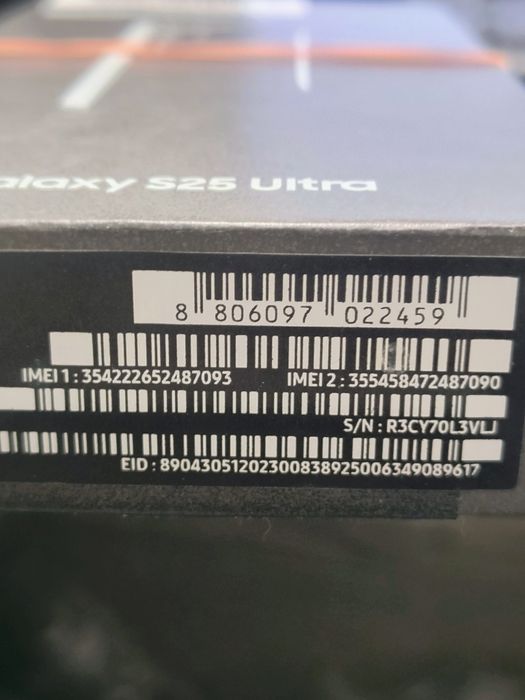 alaxy S25 Ultra
8 806097 022459
IMEI 1 : 354222652487093 IMEI 2 : 355458472487090
S/N : R3CY70L3VLJ
EID : 89043051202300838925006349089617